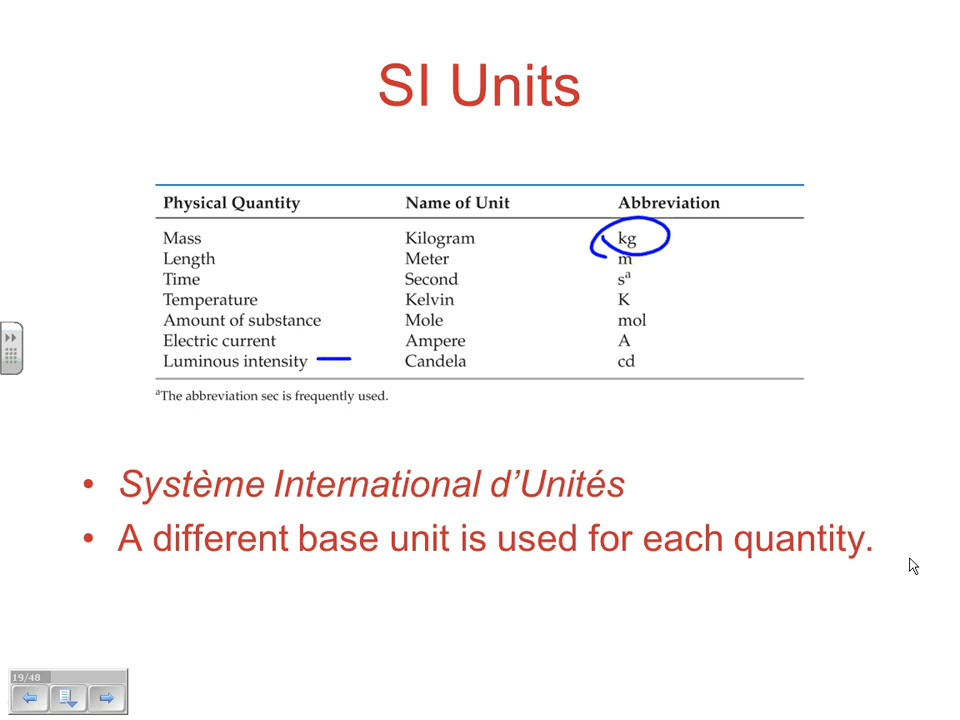 SI Units
Physical Quantity Name of Unit Abbreviation
Mass Kilogram kg
Length Meter m
Time Second sᵃ
Temperature Kelvin K
Amount of substance Mole mol
Electric current Ampere A
Luminous intensity Candela cd
ᵃThe abbreviation sec is frequently used.
• Système International d’Unités
• A different base unit is used for each quantity.
19/48